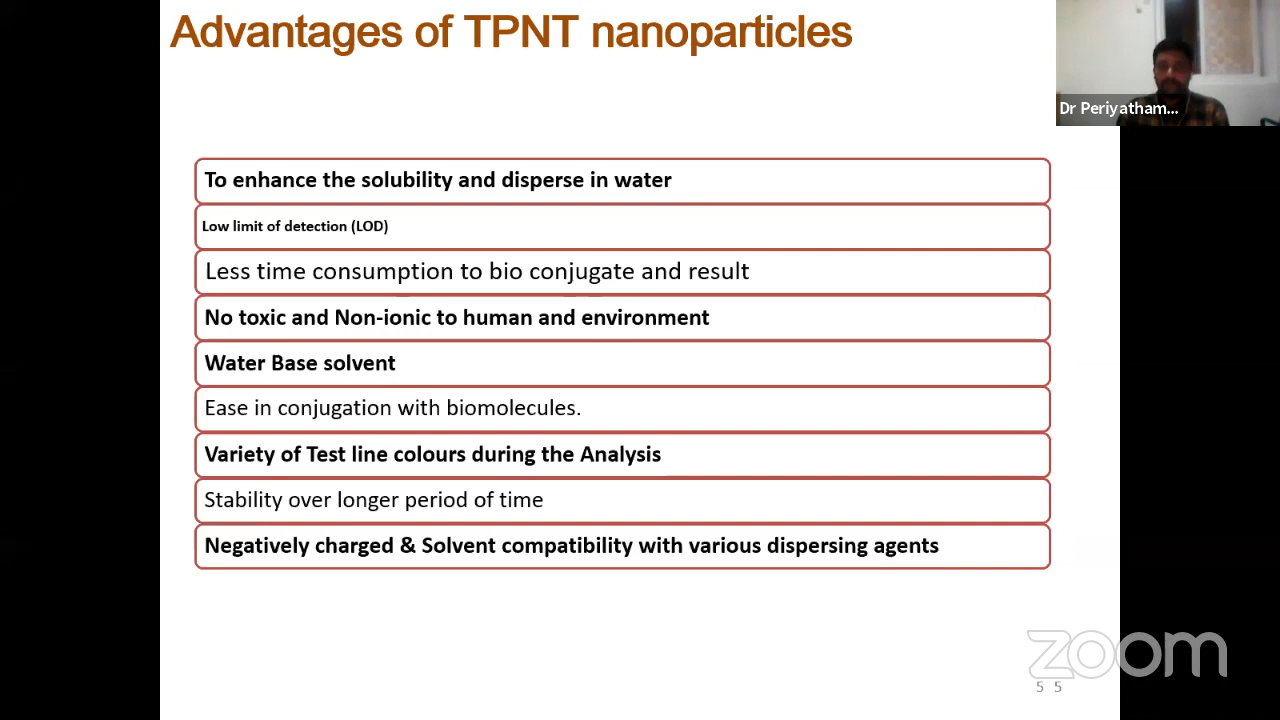 Advantages of TPNT nanoparticles
Dr Periyatham...
To enhance the solubility and disperse in water
Low limit of detection (LOD)
Less time consumption to bio conjugate and result
No toxic and Non-ionic to human and environment
Water Base solvent
Ease in conjugation with biomolecules.
Variety of Test line colours during the Analysis
Stability over longer period of time
Negatively charged & Solvent compatibility with various dispersing agents
zoom
5 5